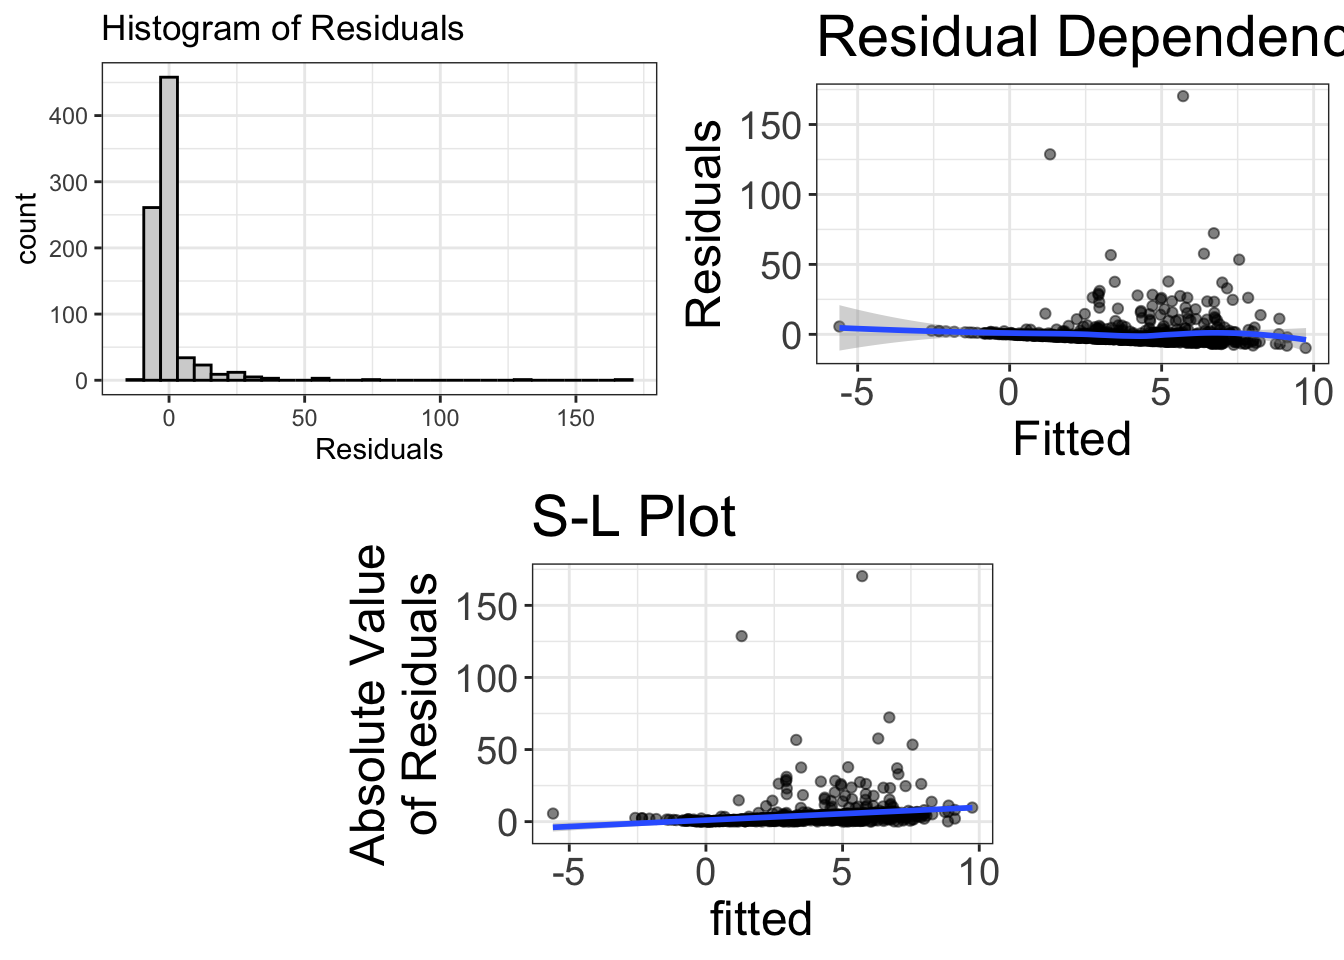 Histogram of Residuals
count
400
300
200
100
0
0 50 100 150
Residuals
Residual Dependenc
Residuals
150
100
50
0
-5 0 5 10
Fitted
S-L Plot
Absolute Value
of Residuals
150
100
50
0
-5 0 5 10
fitted